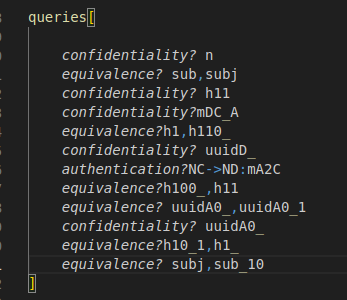 queries[
confidentiality? n
equivalence? sub,subj
confidentiality? h11
confidentiality?mDC_A
equivalence?h1,h110_
confidentiality? uuidD_
authentication?NC->ND:mA2C
equivalence?h100_,h11
equivalence? uuidA0_,uuidA0_1
confidentiality? uuidA0_
equivalence?h10_1,h1_
equivalence? subj,sub_10
]